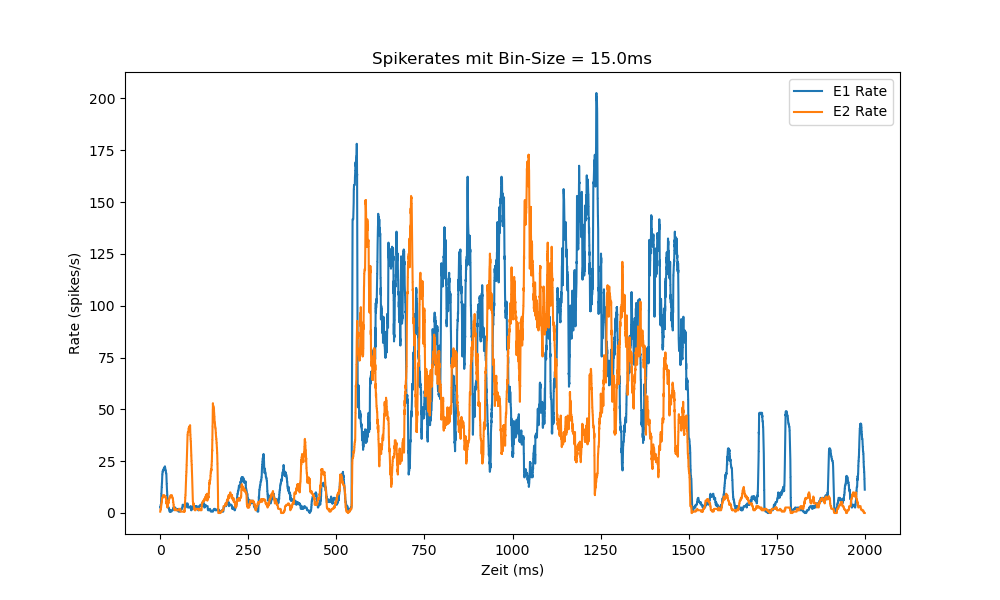 Spikerates mit Bin-Size = 15.0ms
E1 Rate
E2 Rate
200
175
150
125
100
75
50
25
0
Rate (spikes/s)
0 250 500 750 1000 1250 1500 1750 2000
Zeit (ms)